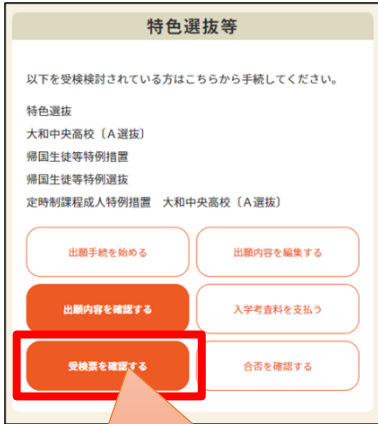 特色選抜等
以下を受検検討されている方はこちらから手続してください。
特色選抜
大和中央高校〔A選抜〕
帰国生徒等特例措置
帰国生徒等特例選抜
定時制課程成人特例措置　大和中央高校〔A選抜〕
出願手続を始める
出願内容を編集する
出願内容を確認する
入学考査料を支払う
受検票を確認する
合否を確認する